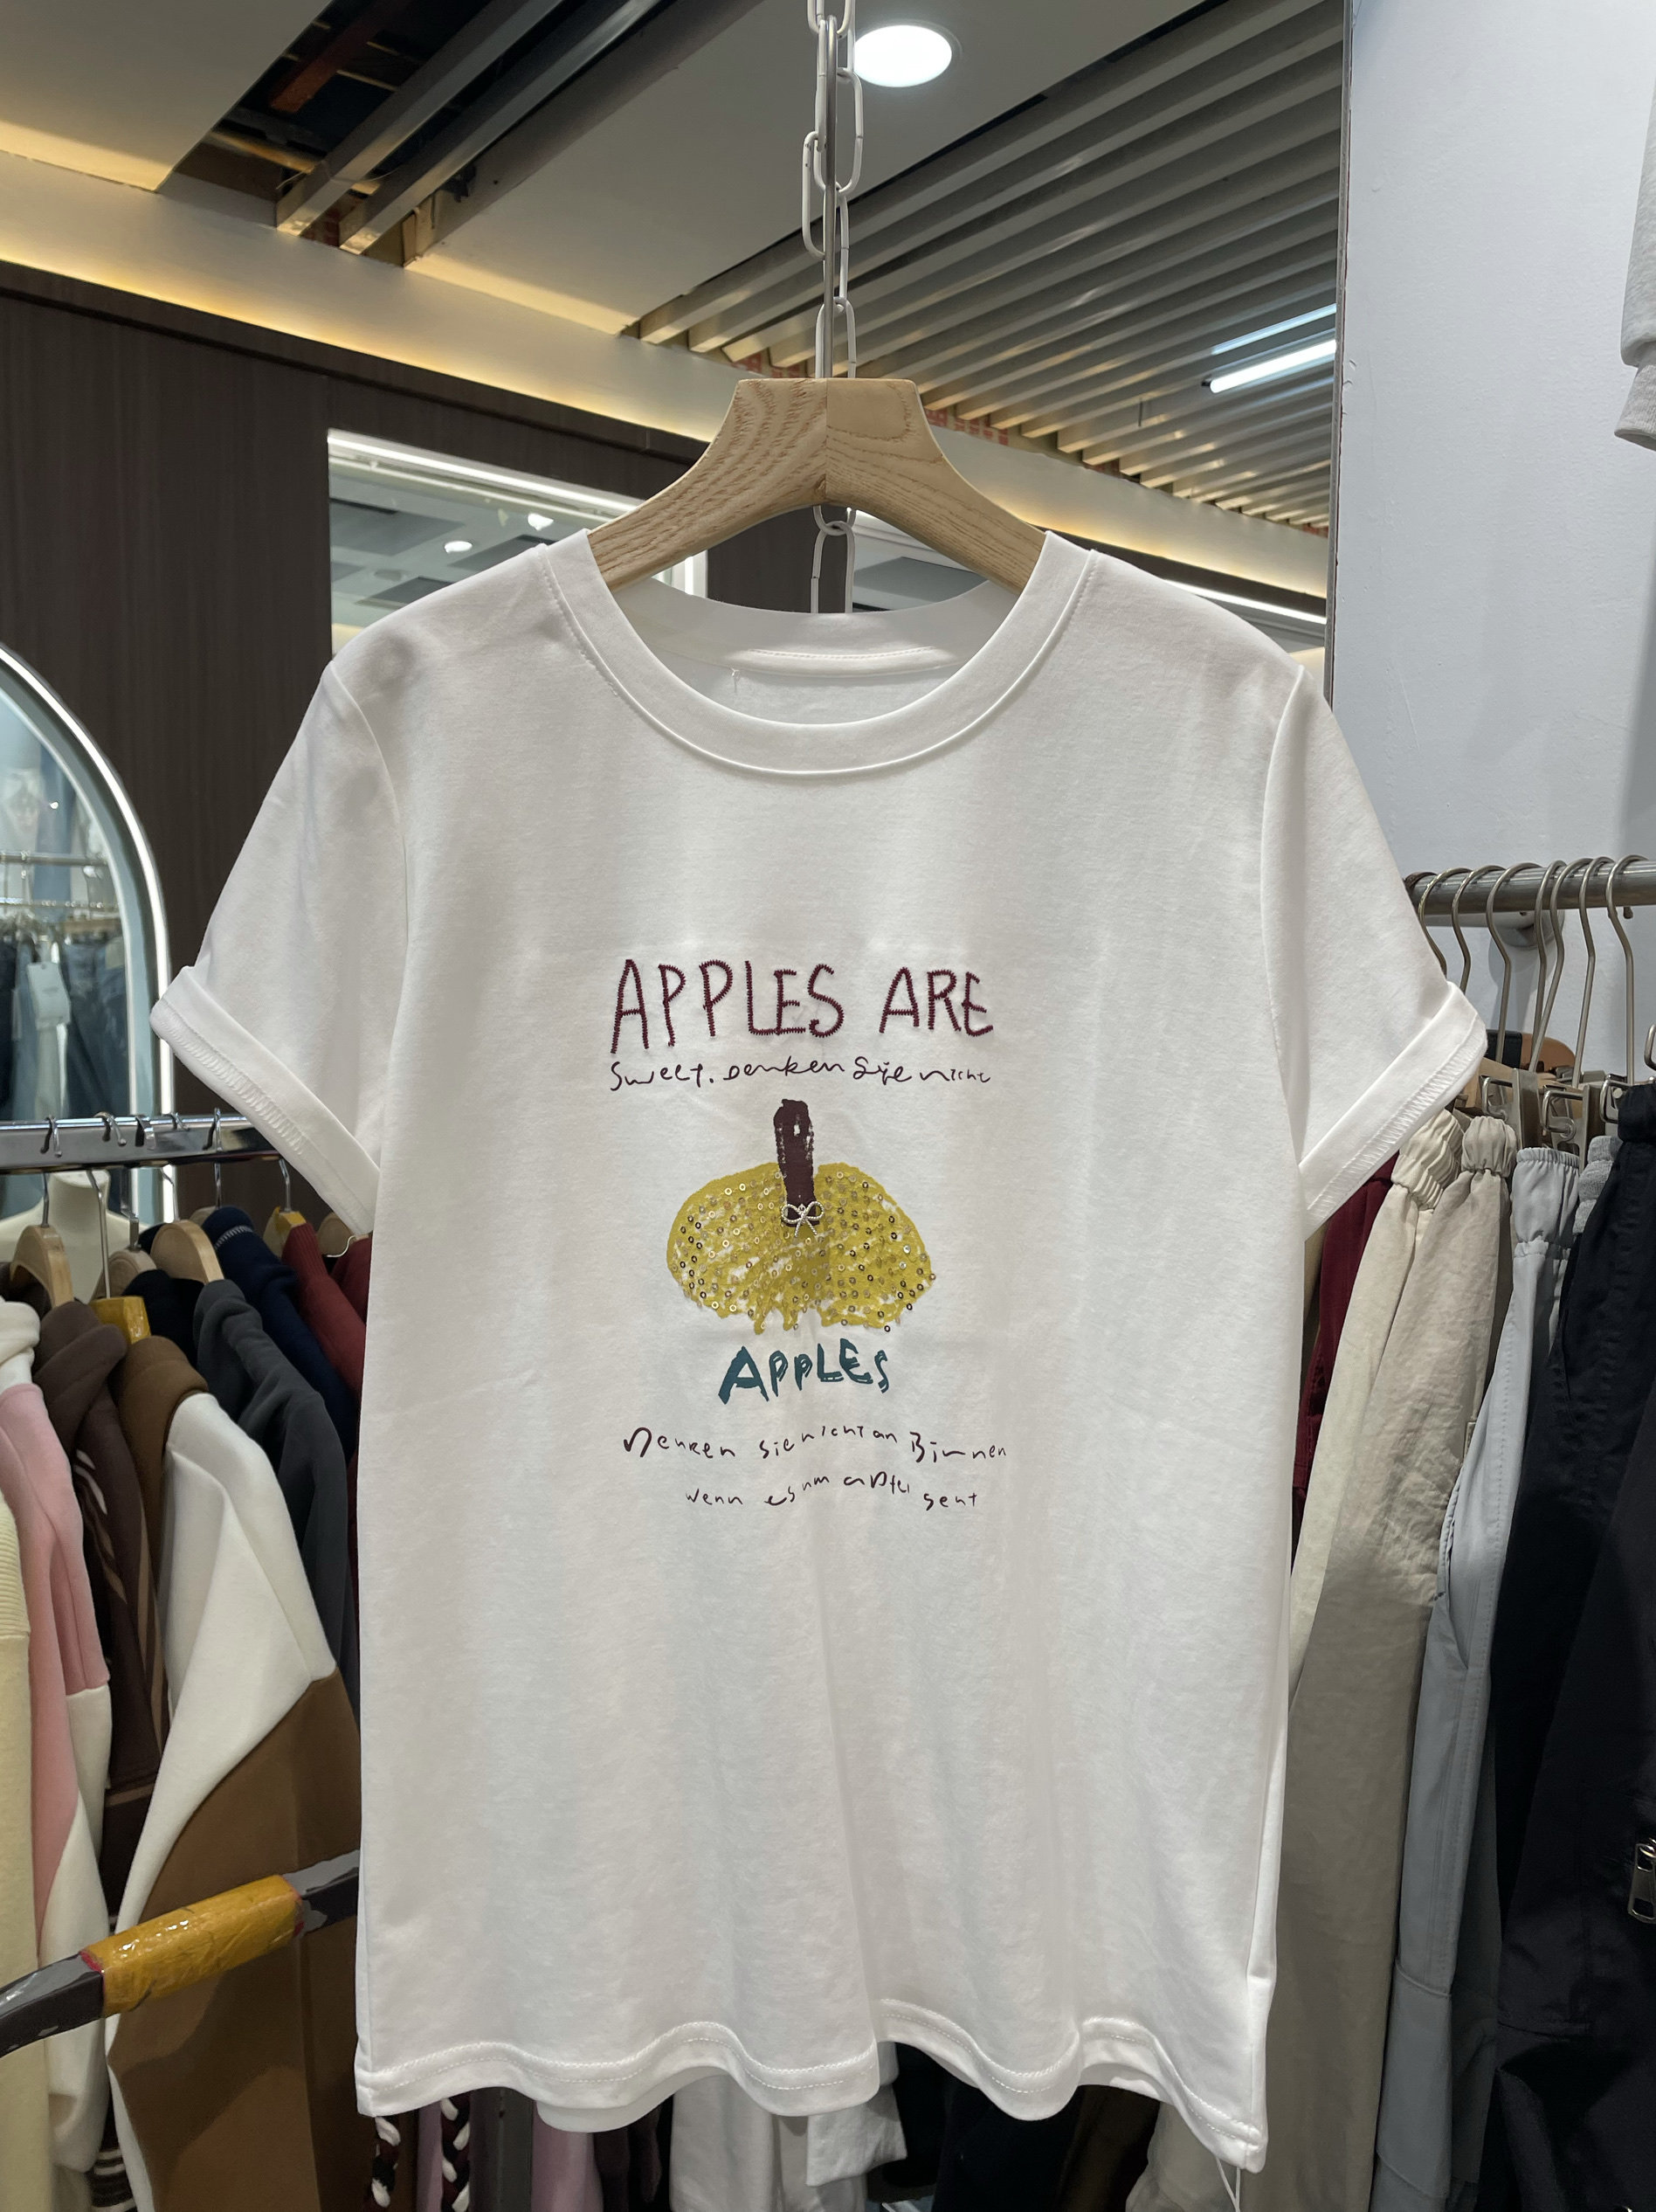 APPLES ARE
Sweet. Denken Sie nicht
APPLES
Denken Sie nicht an Birnen
wenn es um apfel geht